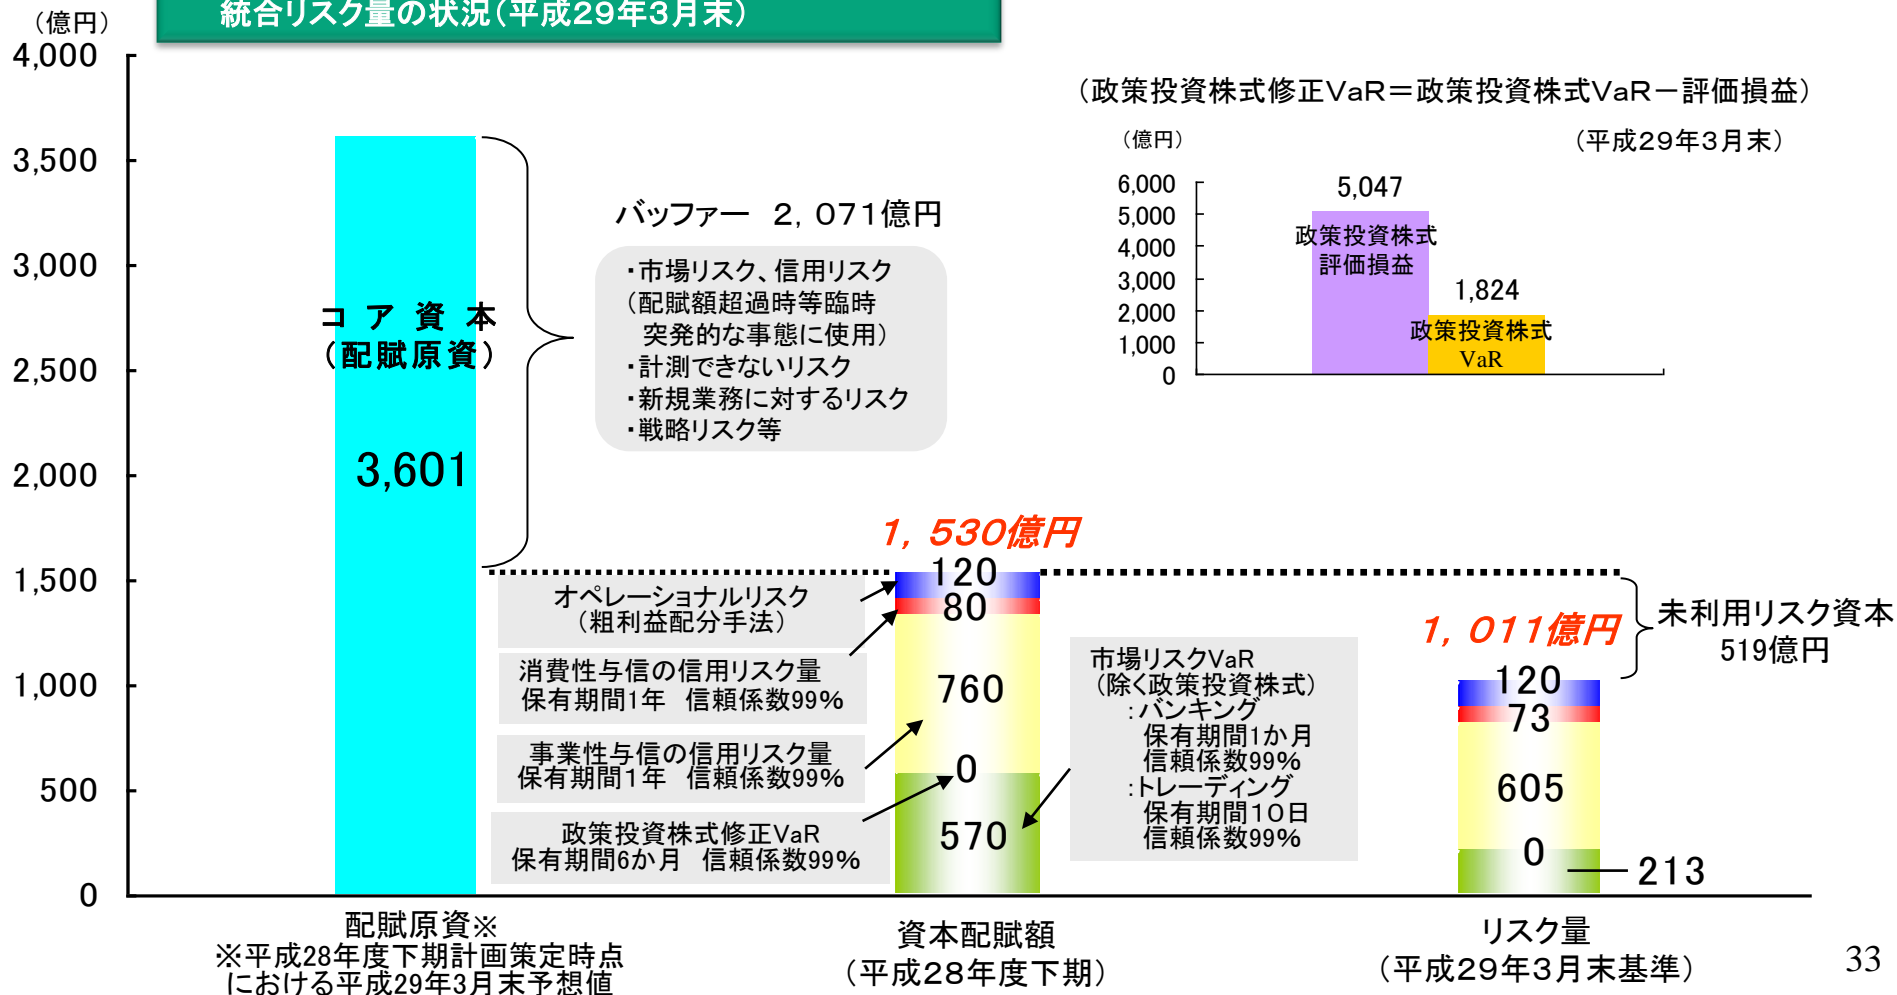 統合リスク量の状況(平成29年3月末)
(億円)
4,000
3,500
3,000
2,500
2,000
1,500
1,000
500
0
コア資本
(配賦原資)
3,601
バッファー 2,071億円
・市場リスク、信用リスク
(配賦額超過時等臨時
突発的な事態に使用)
・計測できないリスク
・新規業務に対するリスク
・戦略リスク等
(政策投資株式修正VaR=政策投資株式VaR-評価損益)
(億円)
(平成29年3月末)
6,000
5,000
4,000
3,000
2,000
1,000
0
5,047
政策投資株式
評価損益
1,824
政策投資株式
VaR
1,530億円
120
80
760
0
570
オペレーショナルリスク
(粗利益配分手法)
消費性与信の信用リスク量
保有期間1年 信頼係数99%
事業性与信の信用リスク量
保有期間1年 信頼係数99%
政策投資株式修正VaR
保有期間6か月 信頼係数99%
市場リスクVaR
(除く政策投資株式)
:バンキング
保有期間1か月
信頼係数99%
:トレーディング
保有期間10日
信頼係数99%
1,011億円
120
73
605
0
213
未利用リスク資本
519億円
配賦原資※
※平成28年度下期計画策定時点
における平成29年3月末予想値
資本配賦額
(平成28年度下期)
リスク量
(平成29年3月末基準)
33